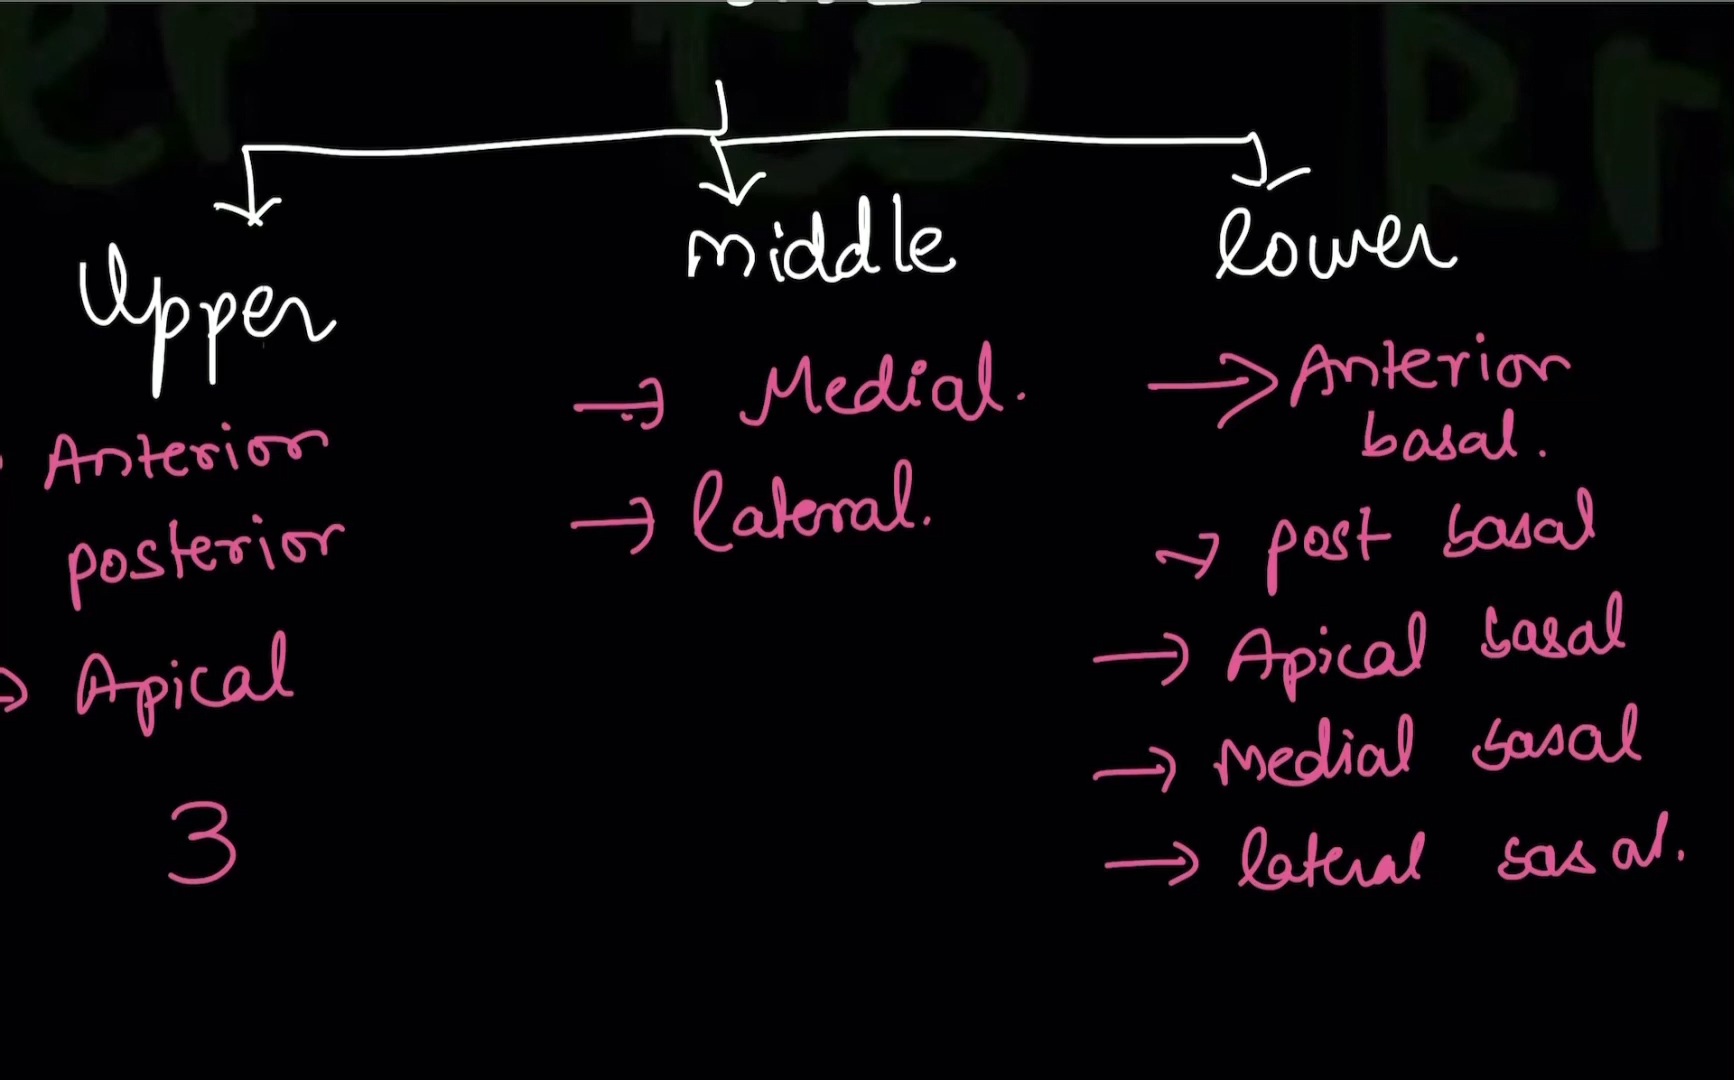 Upper
middle
lower
Anterior
posterior
→ Apical
3
→ Medial.
→ lateral.
→ Anterior
basal.
→ post basal
→ Apical basal
→ Medial basal
→ lateral basal.